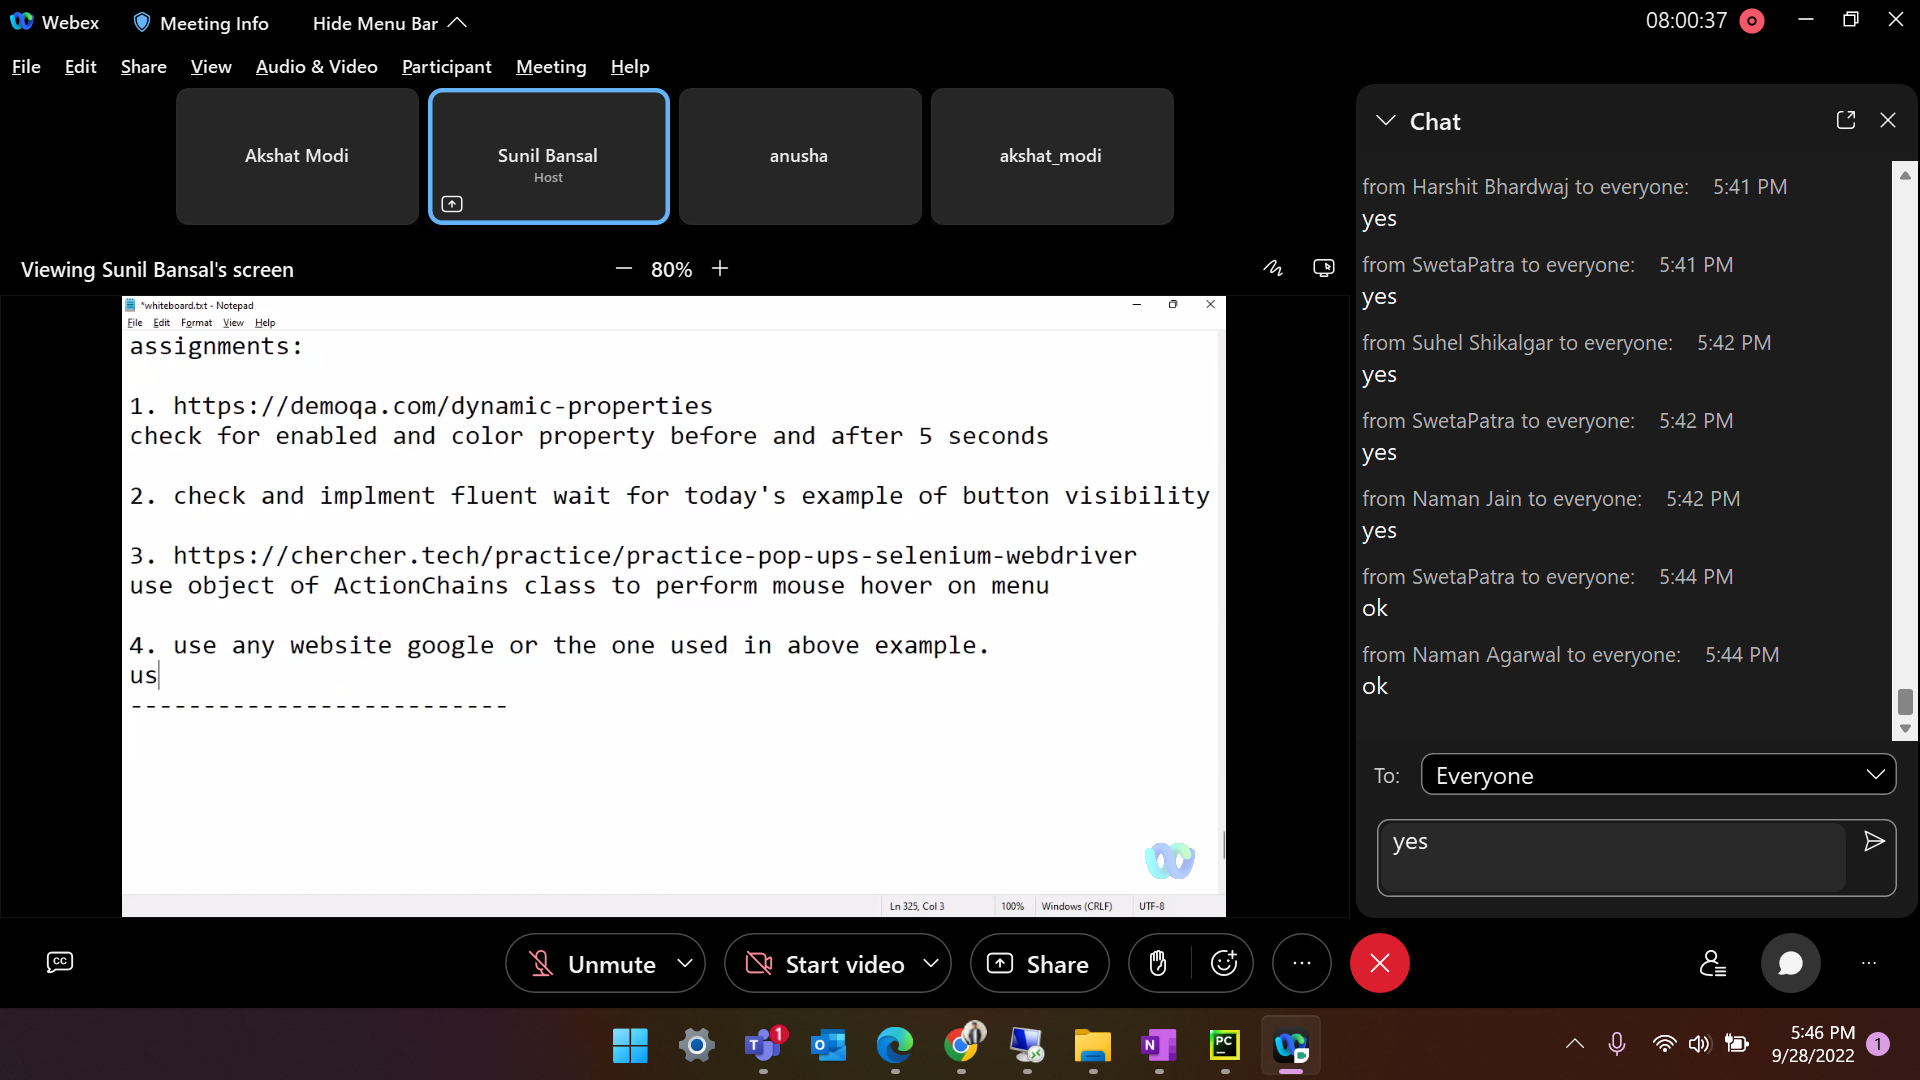 Webex
Meeting Info
Hide Menu Bar
08:00:37
File Edit Share View Audio & Video Participant Meeting Help
Akshat Modi
Sunil Bansal
Host
anusha
akshat_modi
Viewing Sunil Bansal's screen
80%
*whiteboard.txt - Notepad
File Edit Format View Help
assignments:
1. https://demoqa.com/dynamic-properties
check for enabled and color property before and after 5 seconds
2. check and implment fluent wait for today's example of button visibility
3. https://chercher.tech/practice/practice-pop-ups-selenium-webdriver
use object of ActionChains class to perform mouse hover on menu
4. use any website google or the one used in above example.
us
--------------------------
Ln 325, Col 3
100%
Windows (CRLF)
UTF-8
Chat
from Harshit Bhardwaj to everyone: 5:41 PM
yes
from SwetaPatra to everyone: 5:41 PM
yes
from Suhel Shikalgar to everyone: 5:42 PM
yes
from SwetaPatra to everyone: 5:42 PM
yes
from Naman Jain to everyone: 5:42 PM
yes
from SwetaPatra to everyone: 5:44 PM
ok
from Naman Agarwal to everyone: 5:44 PM
ok
To: Everyone
yes
CC
Unmute
Start video
Share
1
T
O
N
PC
5:46 PM
9/28/2022
1